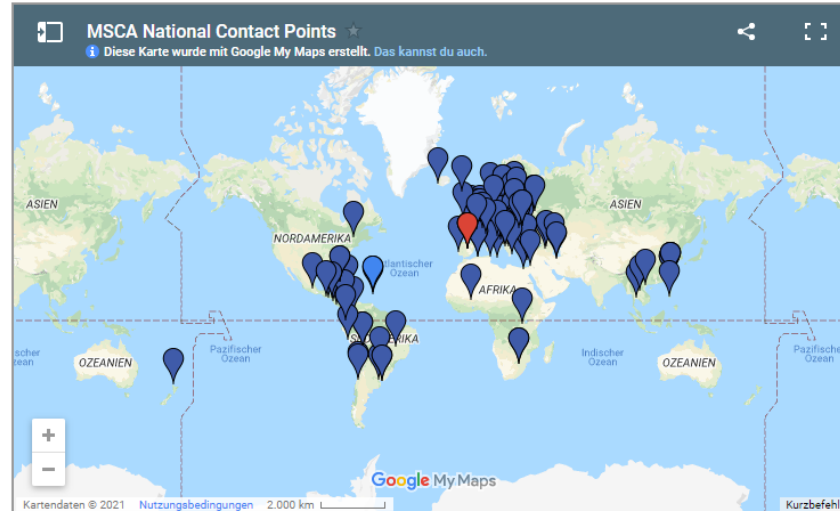 MSCA National Contact Points
Diese Karte wurde mit Google My Maps erstellt. Das kannst du auch.
ASIEN
NORDAMERIKA
ASIEN
tlantischer
Ozean
AFRIKA
Pazifischer
Ozean
Indischer
Ozean
Pazifische
Ozean
OZEANIEN
OZEANIEN
Google My Maps
Kartendaten © 2021 Nutzungsbedingungen 2.000 km
Kurzbefehl